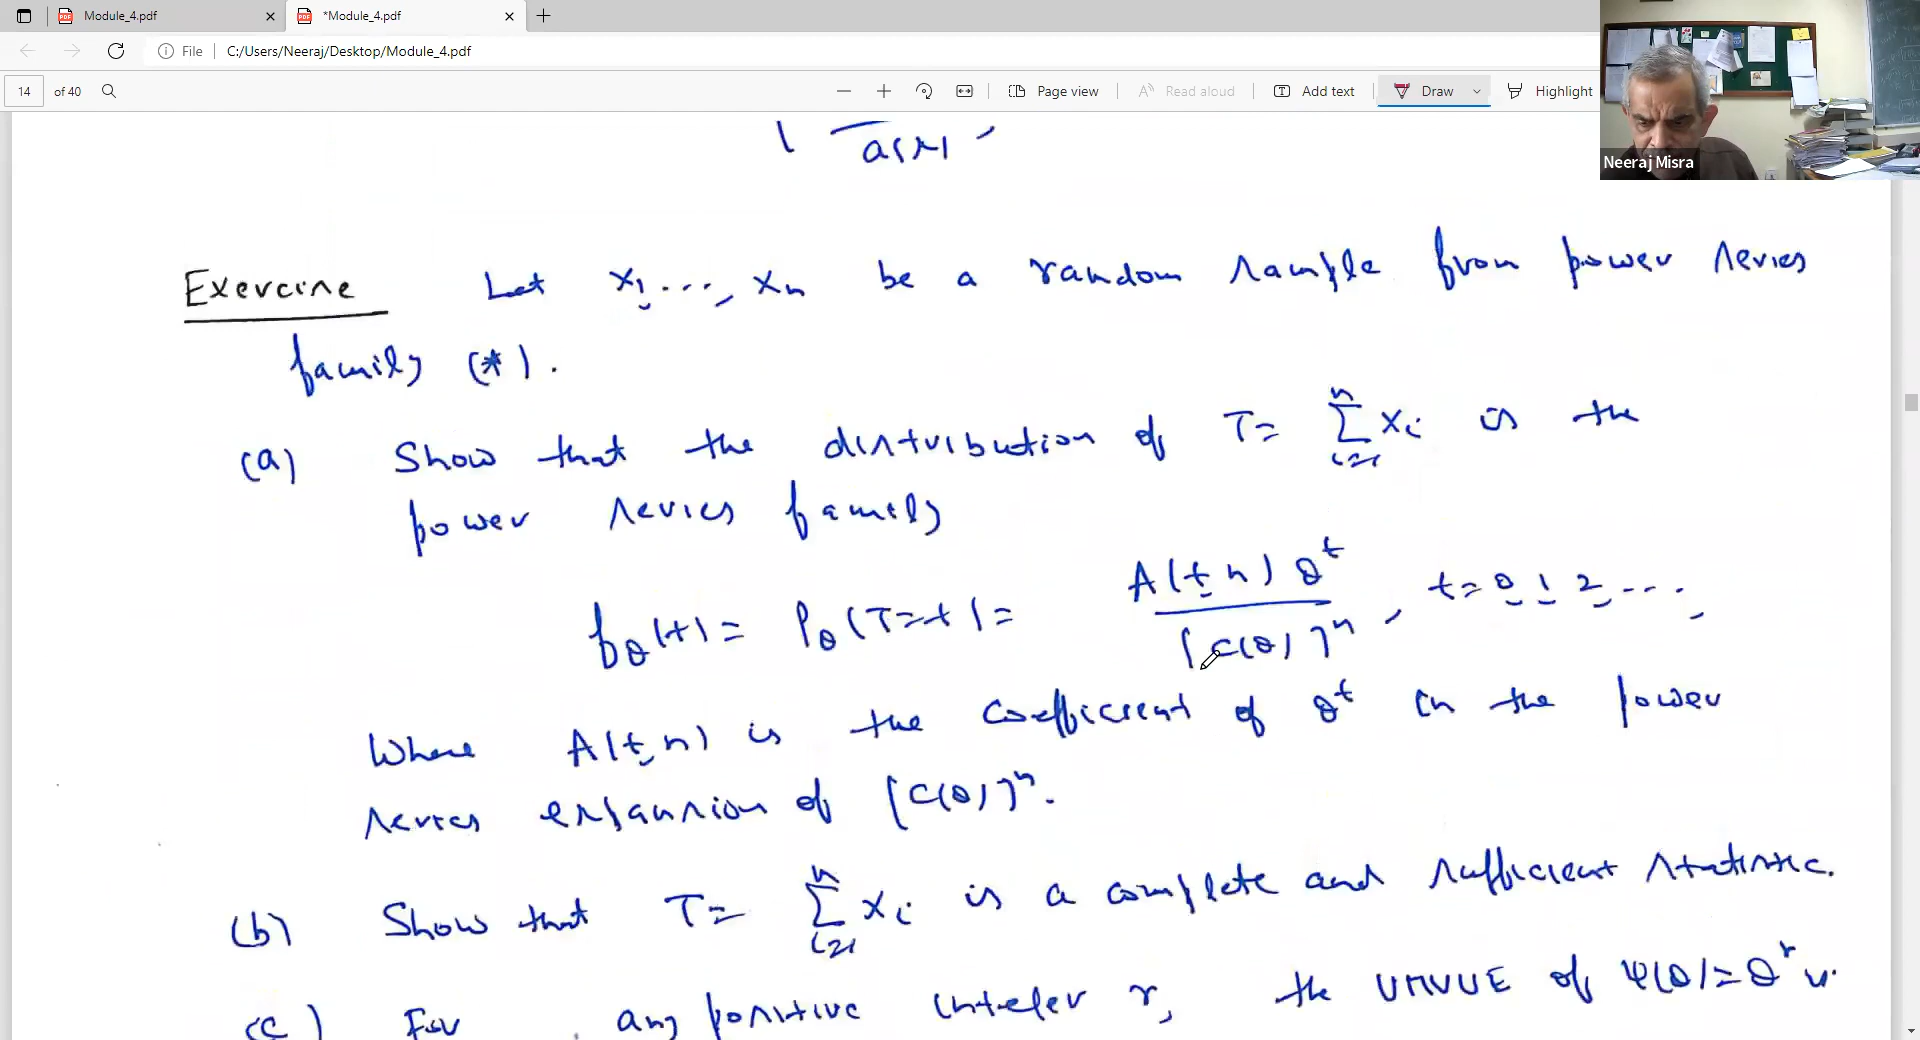 Module_4.pdf
*Module_4.pdf
File
C:/Users/Neeraj/Desktop/Module_4.pdf
14 of 40
Page view
Read aloud
Add text
Draw
Highlight
Neeraj Misra
a(r)
Exercise Let X1, ..., Xn be a random sample from power series
family (*).
(a) Show that the distribution of T = Σ_{i=1}^{n} Xi is the
power series family
fθ(t) = Pθ(T=t) = A(t, n) θ^t / [C(θ)]^n, t = 0, 1, 2, ...,
where A(t, n) is the coefficient of θ^t in the power
series expansion of [C(θ)]^n.
(b) Show that T = Σ_{i=1}^{n} Xi is a complete and sufficient statistic.
(c) For any positive integer r, the UMVUE of Ψ(θ) = θ^r is